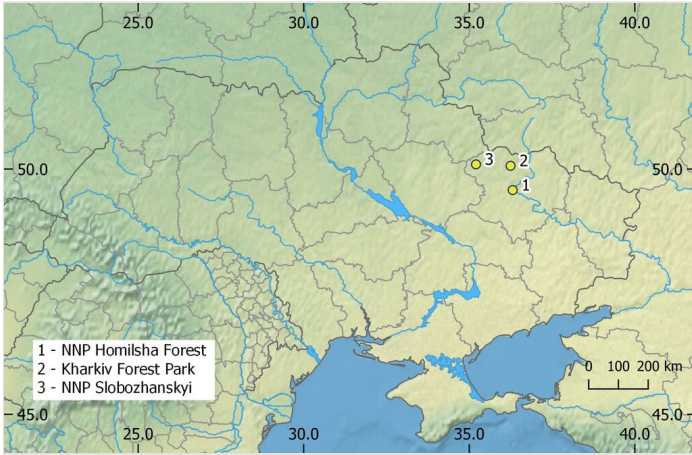 25.0 30.0 35.0 40.0
3 2
50.0 50.0
1
1 - NNP Homilsha Forest
2 - Kharkiv Forest Park
3 - NNP Slobozhanskyi
0 100 200 km
45.0 45.0
25.0 30.0 35.0 40.0